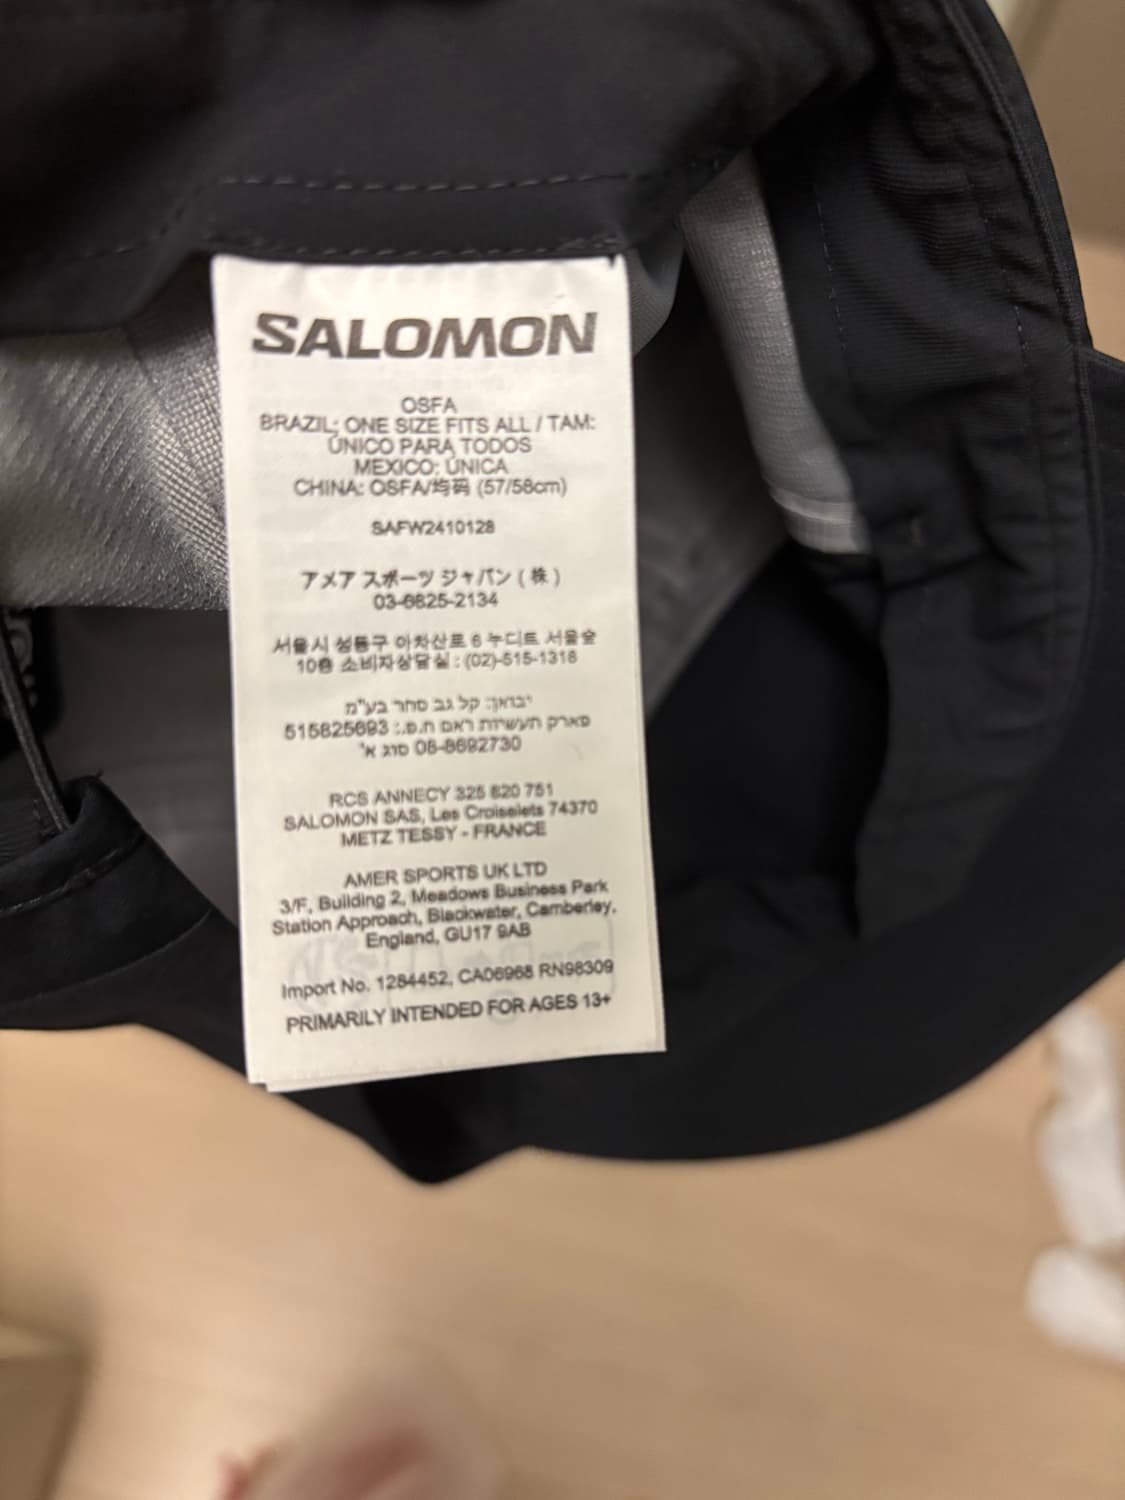 SALOMON
OSFA
BRAZIL: ONE SIZE FITS ALL / TAM:
ÚNICO PARA TODOS
MEXICO: ÚNICA
CHINA: OSFA/均码 (57/58cm)
SAFW2410128
アメア スポーツ ジャパン ( 株 )
03-6825-2134
서울시 성동구 아차산로 6 누디트 서울숲
10층 소비자상담실 : (02)-515-1318
יבואן: קל גב סחר בע"מ
פארק תעשיות ראם ח.פ.: 515825693
08-8692730 סוג א'
RCS ANNECY 325 820 751
SALOMON SAS, Les Croiselets 74370
METZ TESSY - FRANCE
AMER SPORTS UK LTD
3/F, Building 2, Meadows Business Park
Station Approach, Blackwater, Camberley,
England, GU17 9AB
Import No. 1284452, CA06968 RN98309
PRIMARILY INTENDED FOR AGES 13+